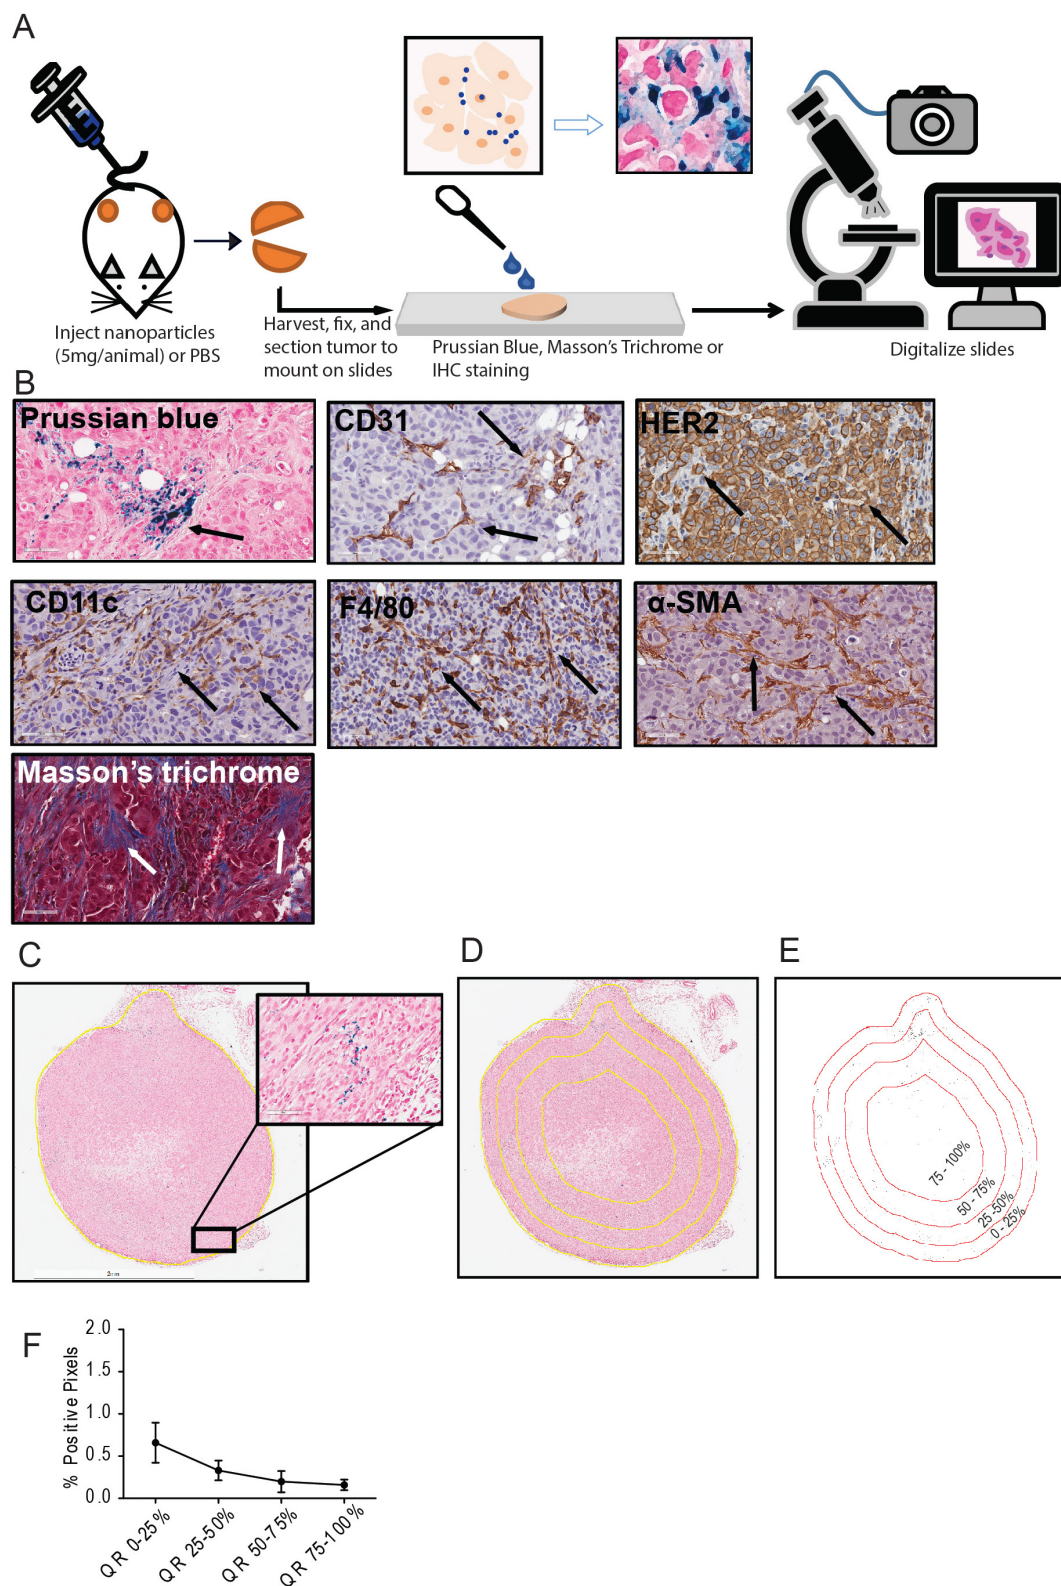 A
Inject nanoparticles
(5mg/animal) or PBS
Harvest, fix, and
section tumor to
mount on slides
Prussian Blue, Masson's Trichrome or
IHC staining
Digitalize slides
B
Prussian blue
CD31
HER2
CD11c
F4/80
α-SMA
Masson's trichrome
C
2mm
D
E
75 - 100%
50 - 75%
25 -50%
0 - 25%
F
% Positive Pixels
2.0
1.5
1.0
0.5
0.0
QR 0-25%
QR 25-50%
QR 50-75%
QR 75-100%